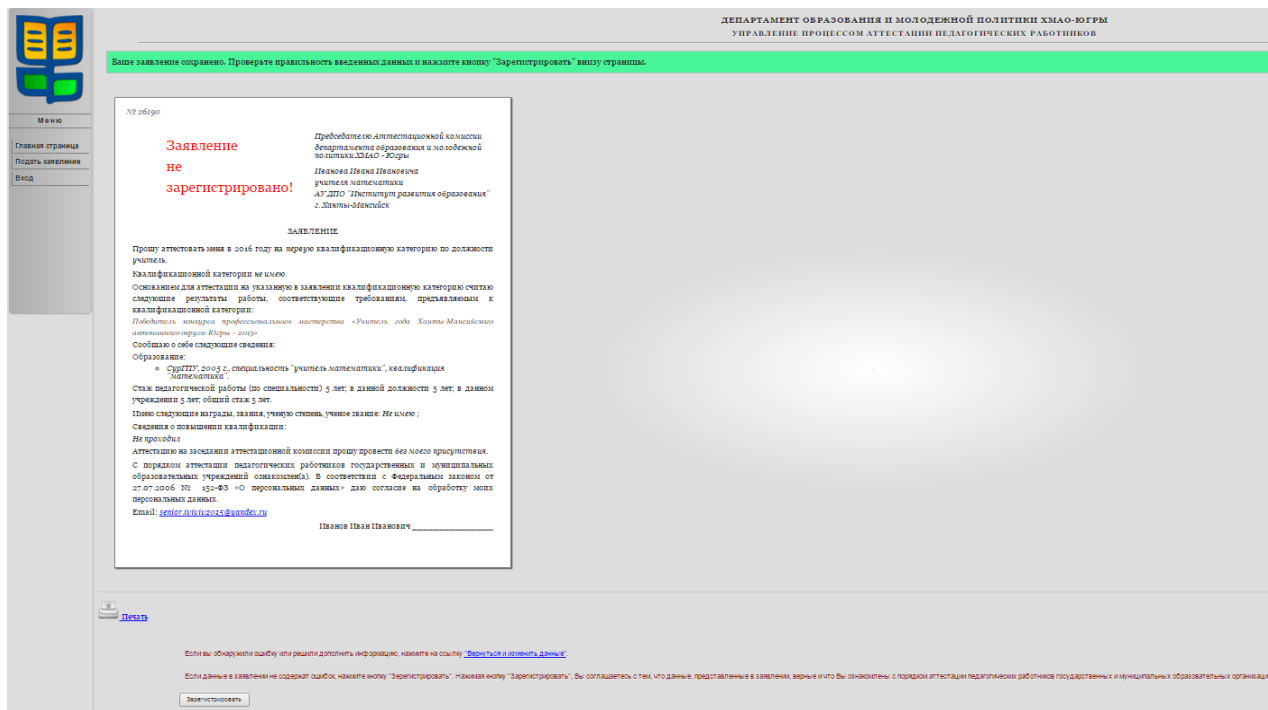 ДЕПАРТАМЕНТ ОБРАЗОВАНИЯ И МОЛОДЕЖНОЙ ПОЛИТИКИ ХМАО-ЮГРЫ
УПРАВЛЕНИЕ ПРОЦЕССОМ АТТЕСТАЦИИ ПЕДАГОГИЧЕСКИХ РАБОТНИКОВ
Ваше заявление сохранено. Проверьте правильность введенных данных и нажмите кнопку "Зарегистрировать" внизу страницы.
Меню
Главная страница
Подать заявление
Вход
№ 26190
Заявление
не
зарегистрировано!
Председателю Аттестационной комиссии
департамента образования и молодежной
политики ХМАО - Югры
Иванова Ивана Ивановича
учителя математики
АУ ДПО "Институт развития образования"
г. Ханты-Мансийск
ЗАЯВЛЕНИЕ
Прошу аттестовать меня в 2016 году на первую квалификационную категорию по должности
учитель.
Квалификационной категории не имею.
Основанием для аттестации на указанную в заявлении квалификационную категорию считаю
следующие результаты работы, соответствующие требованиям, предъявляемым к
квалификационной категории:
Победитель конкурса профессионального мастерства «Учитель года Ханты-Мансийского
автономного округа-Югры – 2013»
Сообщаю о себе следующие сведения:
Образование:
СурГПУ, 2005 г., специальность "учитель математики", квалификация
"математика".
Стаж педагогической работы (по специальности) 5 лет; в данной должности 5 лет; в данном
учреждении 5 лет; общий стаж 5 лет.
Имею следующие награды, звания, ученую степень, ученое звание: Не имею ;
Сведения о повышении квалификации:
Не проходил
Аттестацию на заседании аттестационной комиссии прошу провести без моего присутствия.
С порядком аттестации педагогических работников государственных и муниципальных
образовательных учреждений ознакомлен(а). В соответствии с Федеральным законом от
27.07.2006 № 152-ФЗ «О персональных данных» даю согласие на обработку моих
персональных данных.
Email: senior.iviviv2015@yandex.ru
Иванов Иван Иванович _______________
Печать
Если вы обнаружили ошибку или решили дополнить информацию, нажмите на ссылку "Вернуться и изменить данные".
Если данные в заявлении не содержат ошибок, нажмите кнопку "Зерегистрировать". Нажимая кнопку "Зарегистрировать", Вы соглашаетесь с тем, что данные, представленные в заявлении, верные и что Вы ознакомлены с порядком аттестации педагогических работников государственных и муниципальных образовательных организаци
Зарегистрировать